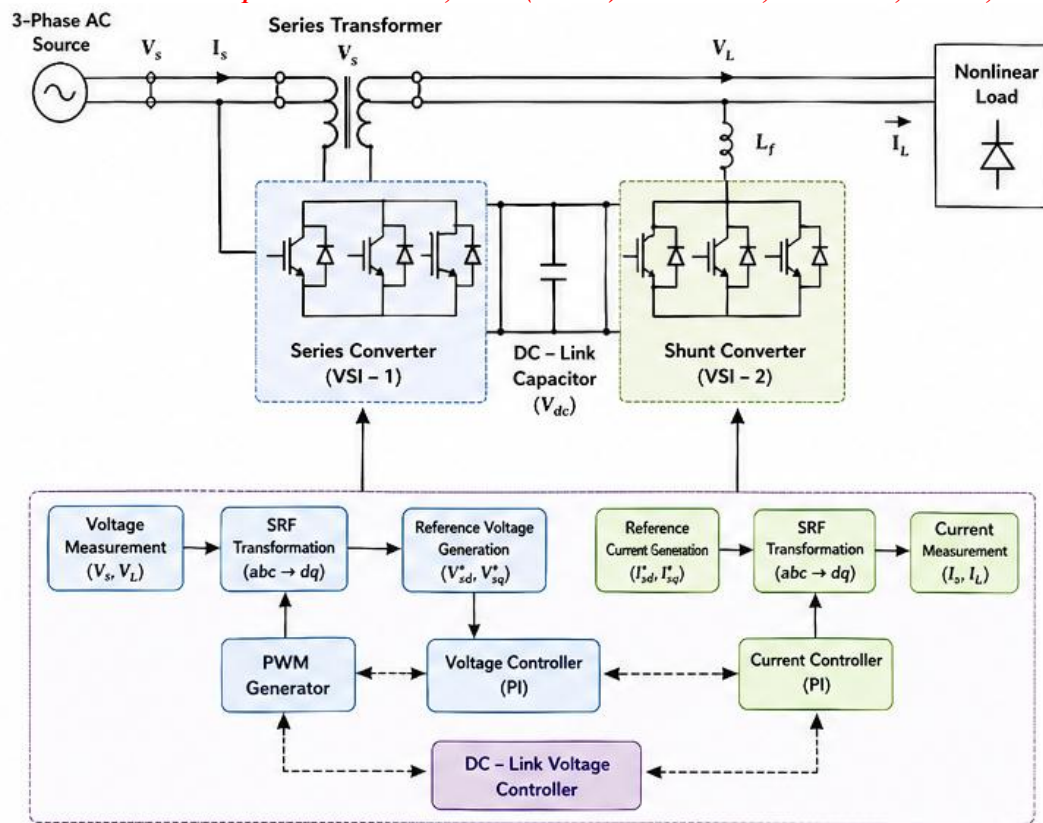 3-Phase AC
Source
V_s
I_s
Series Transformer
V_s
V_L
Nonlinear
Load
I_L
L_f
Series Converter
(VSI – 1)
DC – Link
Capacitor
(V_dc)
Shunt Converter
(VSI – 2)
Voltage
Measurement
(V_s, V_L)
SRF
Transformation
(abc → dq)
Reference Voltage
Generation
(V*_sd, V*_sq)
Reference
Current Generation
(I*_sd, I*_sq)
SRF
Transformation
(abc → dq)
Current
Measurement
(I_s, I_L)
PWM
Generator
Voltage Controller
(PI)
Current Controller
(PI)
DC – Link Voltage
Controller